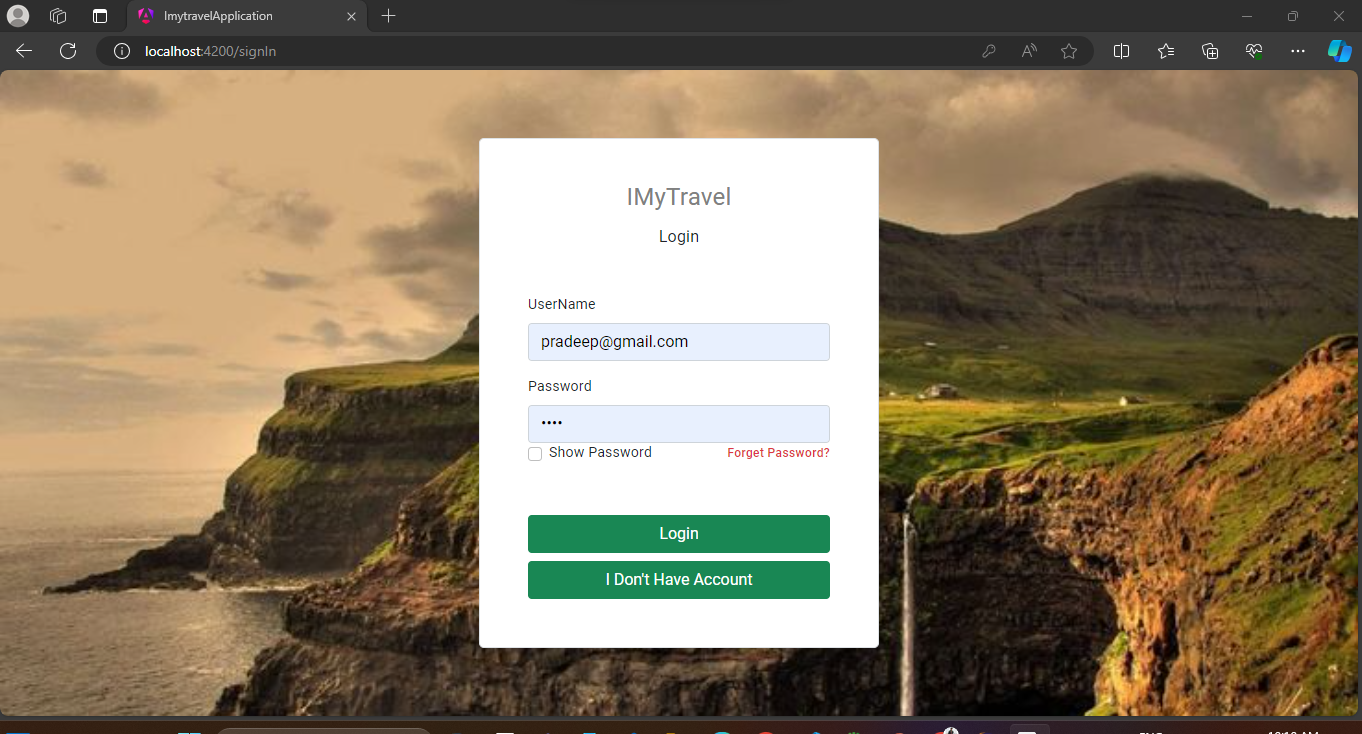 ImytravelApplication
localhost:4200/signIn
IMyTravel
Login
UserName
pradeep@gmail.com
Password
••••
Show Password
Forget Password?
Login
I Don't Have Account